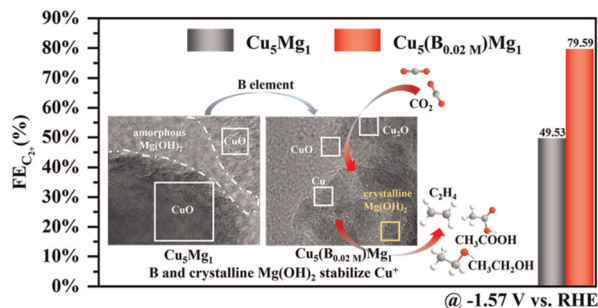 90%
80%
70%
60%
50%
40%
30%
20%
10%
0%
FE_C₂₊(%)
Cu₅Mg₁
Cu₅(B₀.₀₂ ₘ)Mg₁
79.59
49.53
B element
CO₂
amorphous
Mg(OH)₂
CuO
CuO
CuO
Cu₂O
Cu
crystalline
Mg(OH)₂
C₂H₄
CH₃COOH
CH₃CH₂OH
Cu₅Mg₁
Cu₅(B₀.₀₂ ₘ)Mg₁
B and crystalline Mg(OH)₂ stabilize Cu⁺
@ -1.57 V vs. RHE